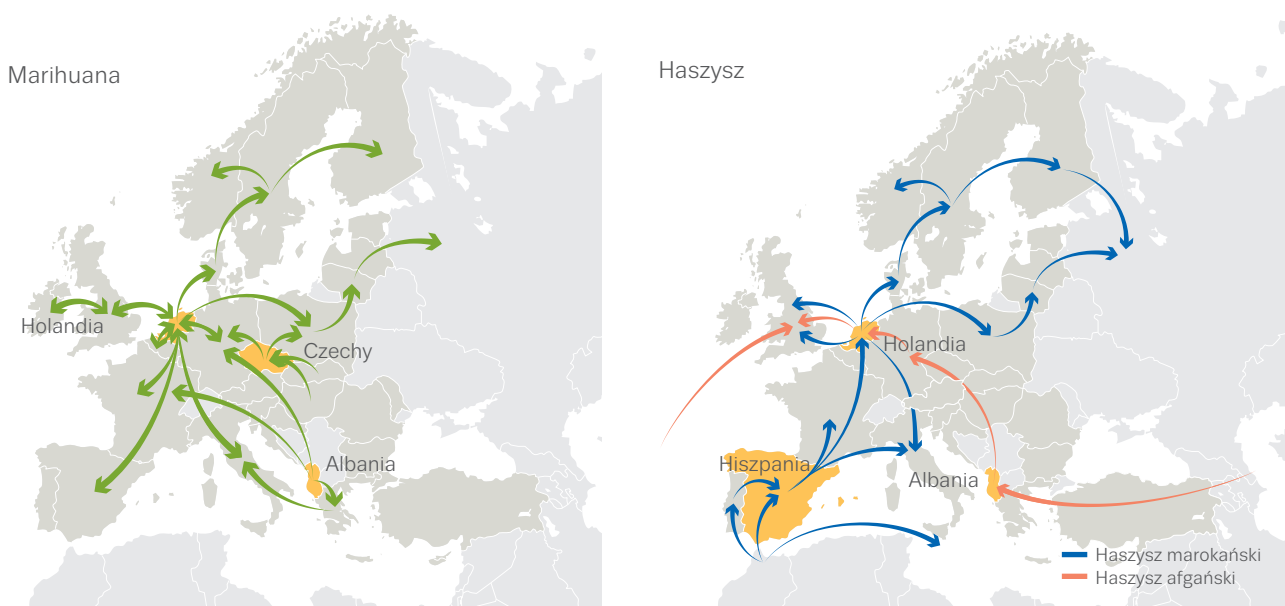 Marihuana
Holandia
Czechy
Albania
Haszysz
Holandia
Hiszpania
Albania
Haszysz marokański
Haszysz afgański